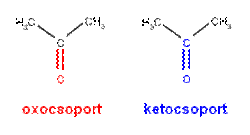 H₃C CH₃ H₃C CH₃
C C
O O
oxocsoport ketocsoport